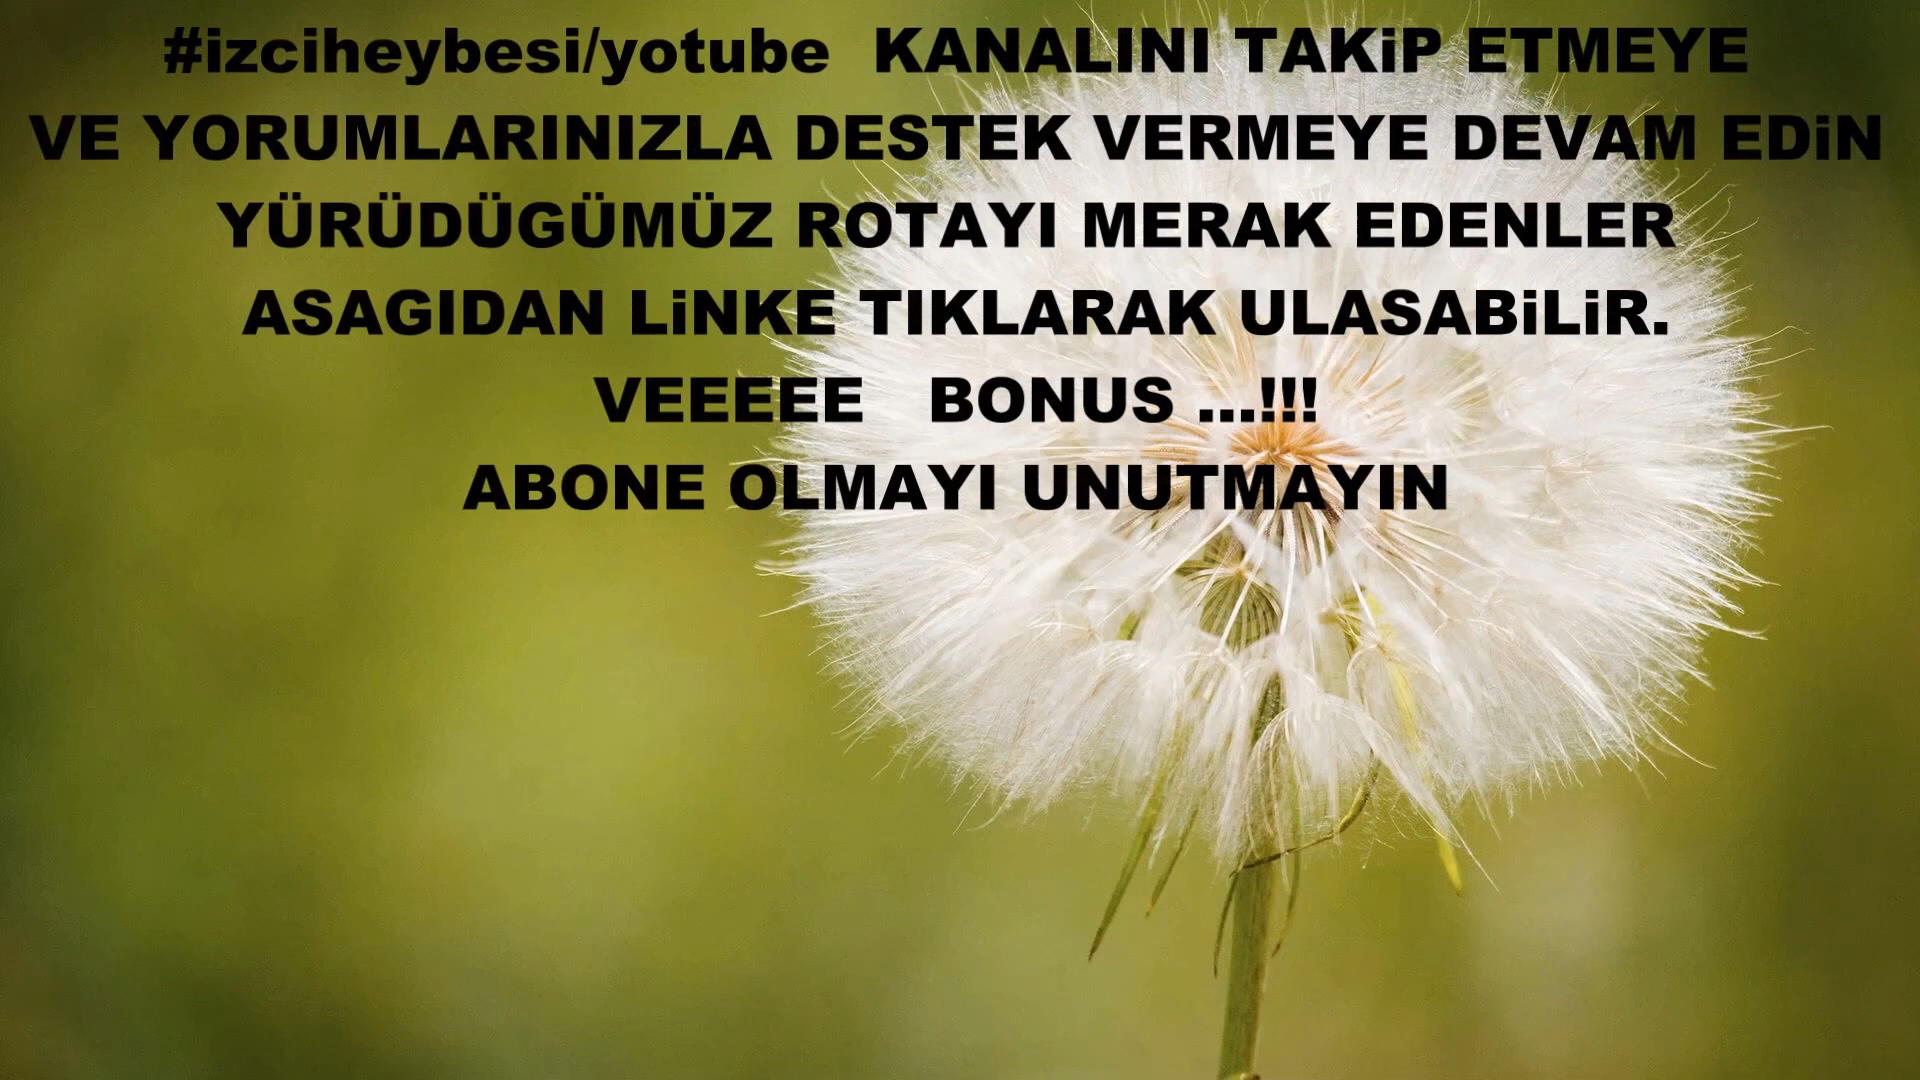 #izciheybesi/yotube KANALINI TAKiP ETMEYE
VE YORUMLARINIZLA DESTEK VERMEYE DEVAM EDiN
YÜRÜDÜGÜMÜZ ROTAYI MERAK EDENLER
ASAGIDAN LiNKE TIKLARAK ULASABiLiR.
VEEEEE BONUS ...!!!
ABONE OLMAYI UNUTMAYIN